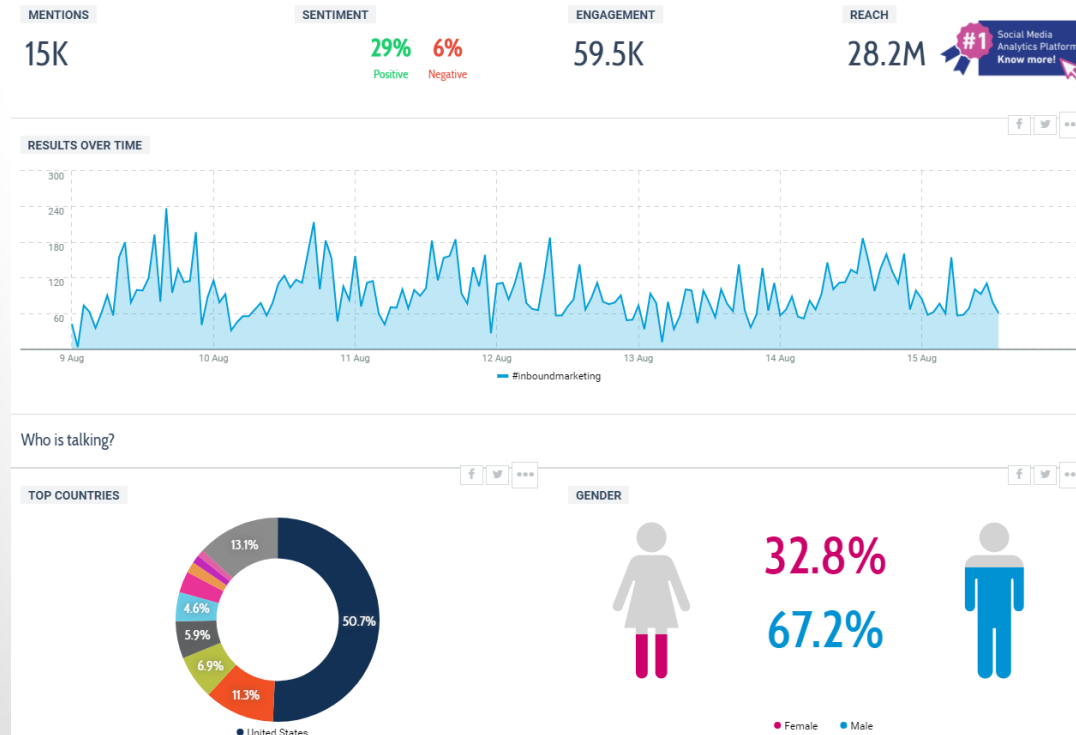 MENTIONS
SENTIMENT
ENGAGEMENT
REACH
15K
29% 6%
Positive Negative
59.5K
28.2M
#1
Social Media
Analytics Platform
Know more!
RESULTS OVER TIME
300
240
180
120
60
9 Aug 10 Aug 11 Aug 12 Aug 13 Aug 14 Aug 15 Aug
#inboundmarketing
Who is talking?
TOP COUNTRIES
GENDER
13.1%
50.7%
4.6%
5.9%
6.9%
11.3%
United States
32.8%
67.2%
Female Male